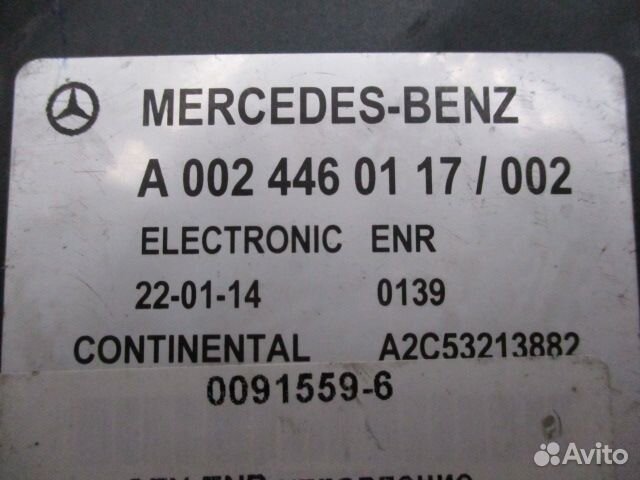 MERCEDES-BENZ
A 002 446 01 17 / 002
ELECTRONIC ENR
22-01-14 0139
CONTINENTAL A2C53213882
0091559-6
Avito